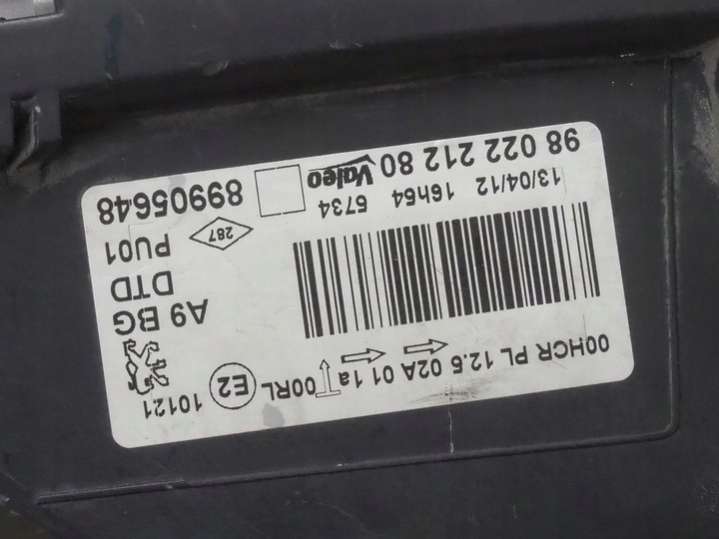 00HCR PL 12.5 02A 01 1a 00RL E2 10121
A9 BG
DTD
PU01
287
13/04/12 16h54 5734
98 022 212 80 Valeo 89905648